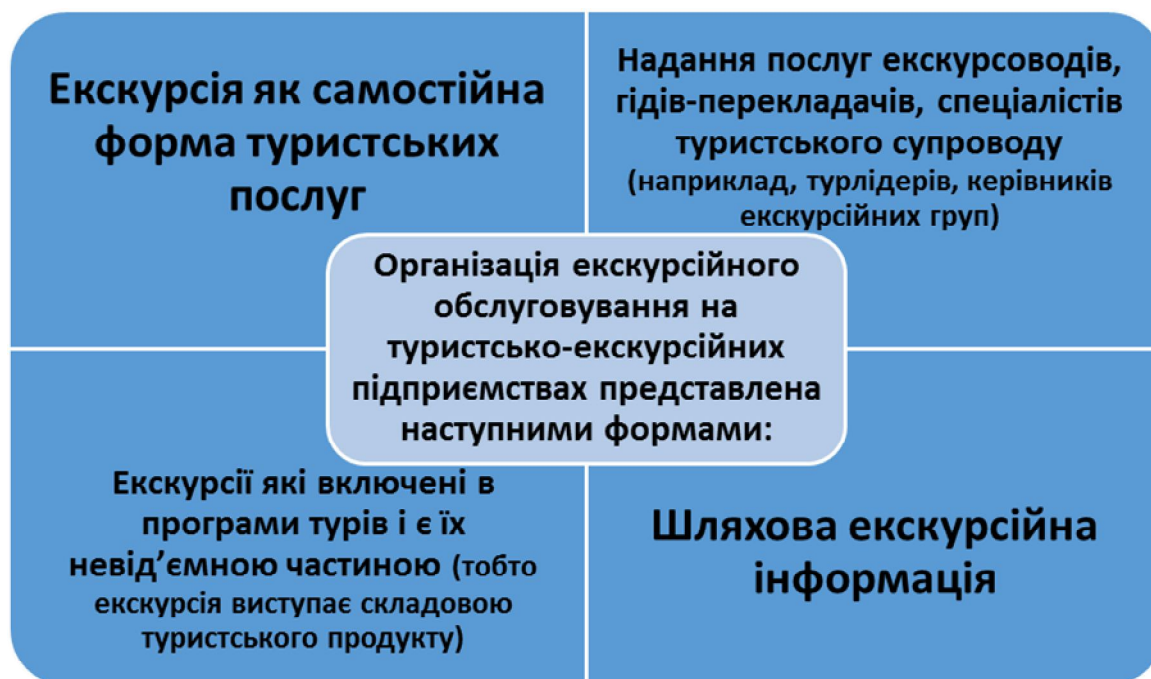 Екскурсія як самостійна
форма туристських
послуг
Надання послуг екскурсоводів,
гідів-перекладачів, спеціалістів
туристського супроводу
(наприклад, турлідерів, керівників
екскурсійних груп)
Організація екскурсійного
обслуговування на
туристсько-екскурсійних
підприємствах представлена
наступними формами:
Екскурсії які включені в
програми турів і є їх
невід’ємною частиною (тобто
екскурсія виступає складовою
туристського продукту)
Шляхова екскурсійна
інформація